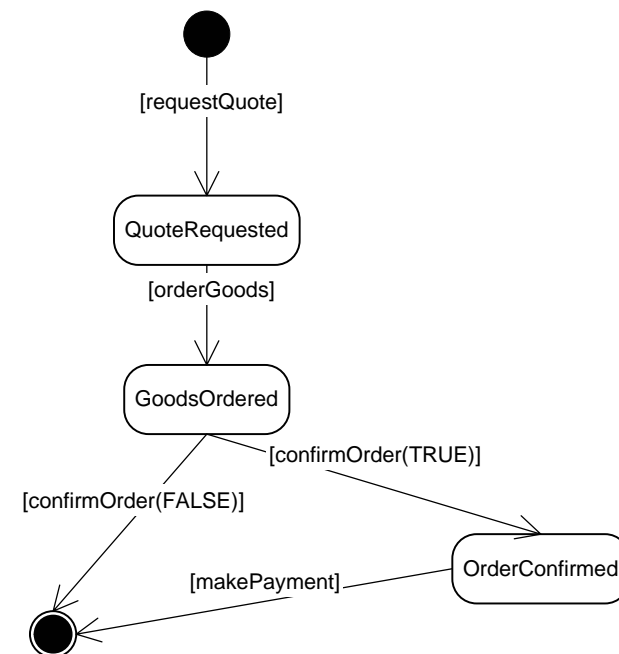 [requestQuote]
QuoteRequested
[orderGoods]
GoodsOrdered
[confirmOrder(TRUE)]
[confirmOrder(FALSE)]
OrderConfirmed
[makePayment]